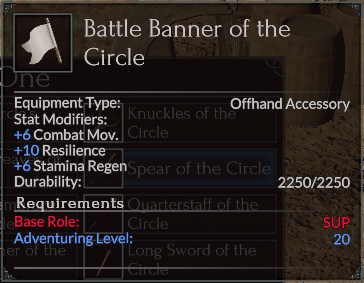 Battle Banner of the
Circle
One
Equipment Type: Offhand Accessory
Stat Modifiers:
Knuckles of the
+6 Combat Mov.
Circle
+10 Resilience
+6 Stamina Regen
Spear of the Circle
Durability: 2250/2250
Requirements
Quarterstaff of the
Circle
Base Role: SUP
Adventuring Level: 20
Long Sword of the
Circle